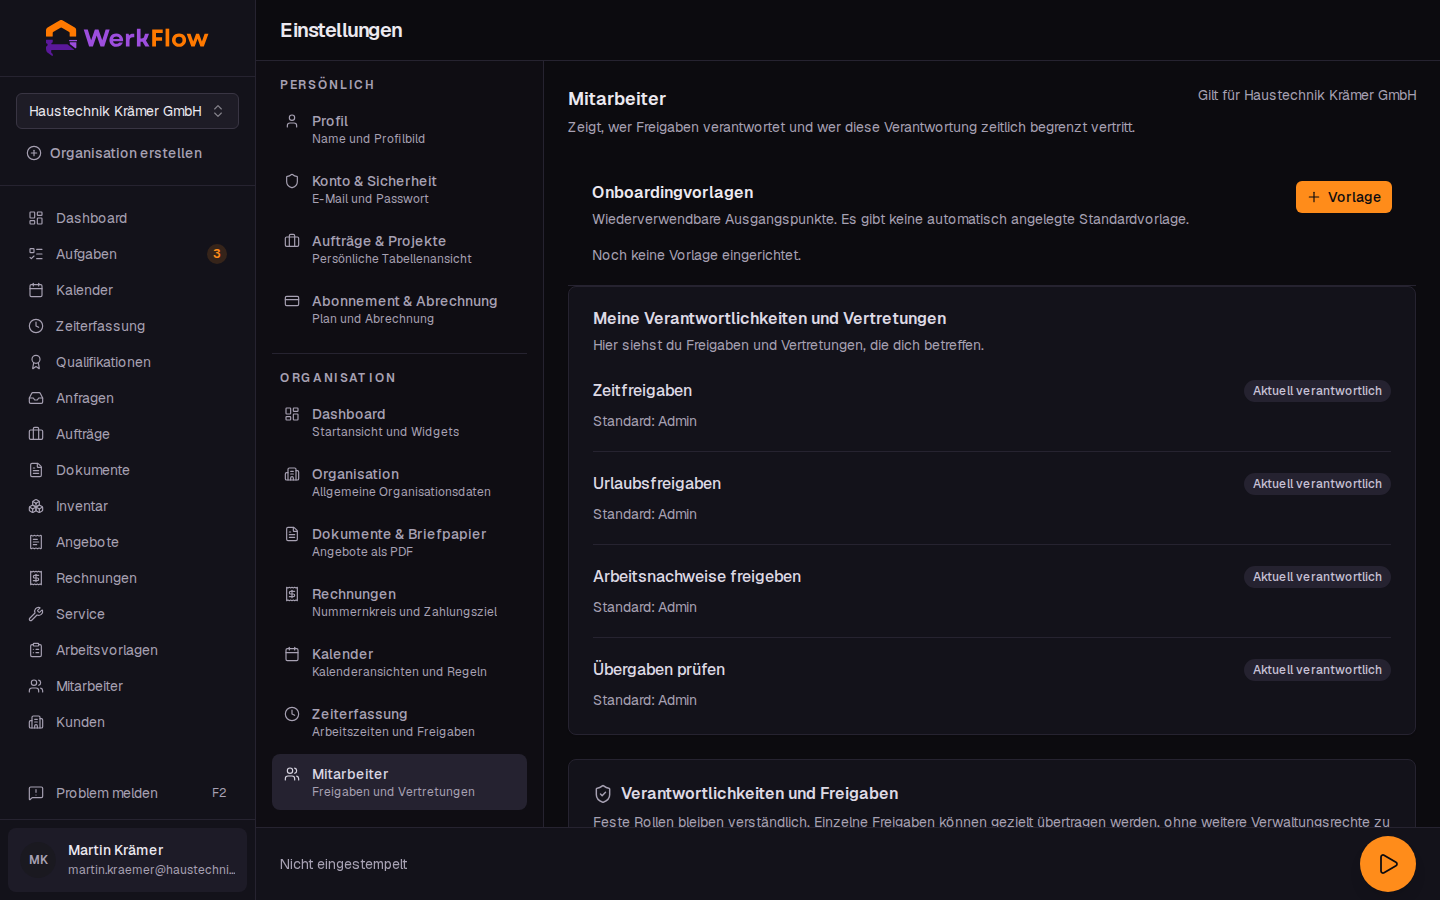 WerkFlow
Haustechnik Krämer GmbH
Organisation erstellen
Dashboard
Aufgaben 3
Kalender
Zeiterfassung
Qualifikationen
Anfragen
Aufträge
Dokumente
Inventar
Angebote
Rechnungen
Service
Arbeitsvorlagen
Mitarbeiter
Kunden
Problem melden F2
MK
Martin Krämer
martin.kraemer@haustechni...
Einstellungen
PERSÖNLICH
Profil
Name und Profilbild
Konto & Sicherheit
E-Mail und Passwort
Aufträge & Projekte
Persönliche Tabellenansicht
Abonnement & Abrechnung
Plan und Abrechnung
ORGANISATION
Dashboard
Startansicht und Widgets
Organisation
Allgemeine Organisationsdaten
Dokumente & Briefpapier
Angebote als PDF
Rechnungen
Nummernkreis und Zahlungsziel
Kalender
Kalenderansichten und Regeln
Zeiterfassung
Arbeitszeiten und Freigaben
Mitarbeiter
Freigaben und Vertretungen
Mitarbeiter
Gilt für Haustechnik Krämer GmbH
Zeigt, wer Freigaben verantwortet und wer diese Verantwortung zeitlich begrenzt vertritt.
Onboardingvorlagen
Vorlage
Wiederverwendbare Ausgangspunkte. Es gibt keine automatisch angelegte Standardvorlage.
Noch keine Vorlage eingerichtet.
Meine Verantwortlichkeiten und Vertretungen
Hier siehst du Freigaben und Vertretungen, die dich betreffen.
Zeitfreigaben
Aktuell verantwortlich
Standard: Admin
Urlaubsfreigaben
Aktuell verantwortlich
Standard: Admin
Arbeitsnachweise freigeben
Aktuell verantwortlich
Standard: Admin
Übergaben prüfen
Aktuell verantwortlich
Standard: Admin
Verantwortlichkeiten und Freigaben
Feste Rollen bleiben verständlich. Einzelne Freigaben können gezielt übertragen werden, ohne weitere Verwaltungsrechte zu
Nicht eingestempelt